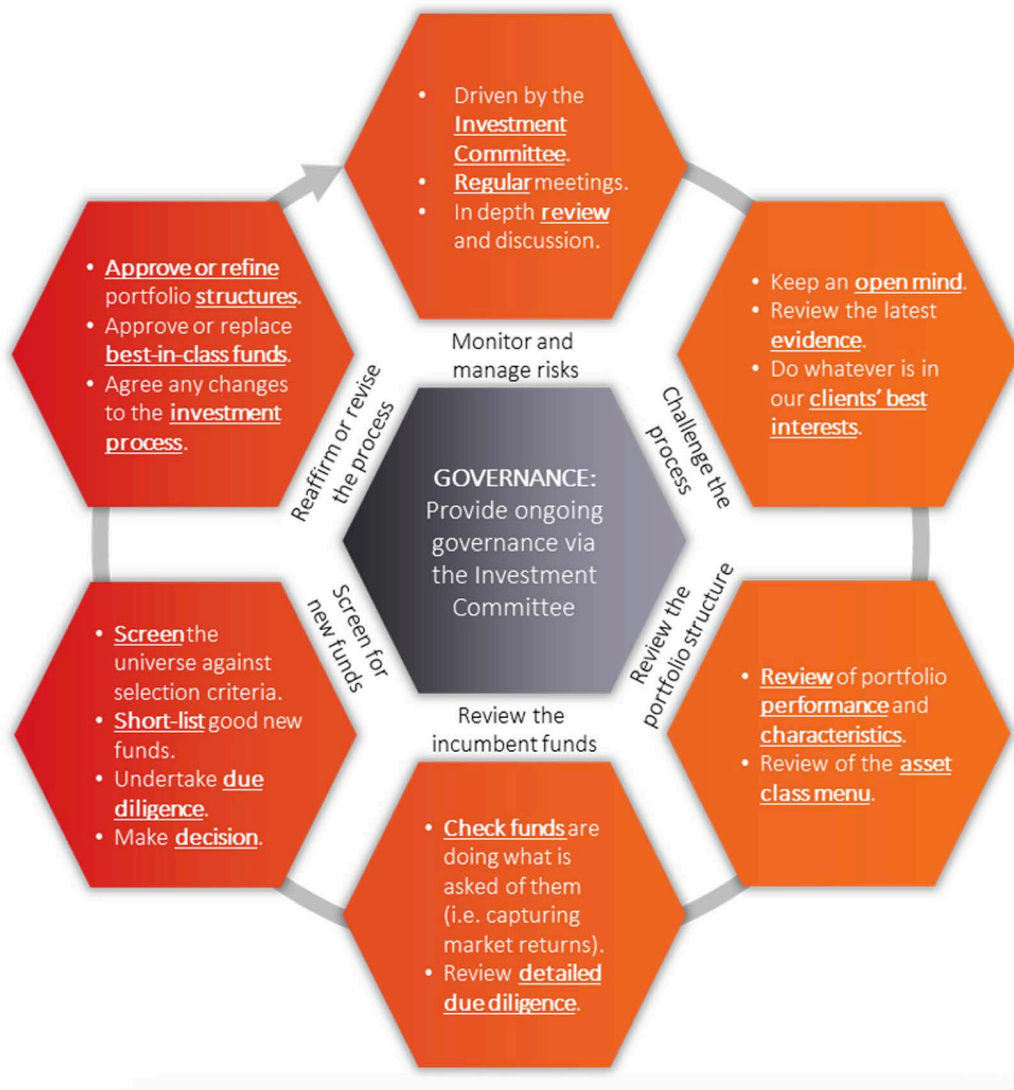 • Driven by the
Investment
Committee.
• Regular meetings.
• In depth review
and discussion.
Monitor and
manage risks
• Keep an open mind.
• Review the latest
evidence.
• Do whatever is in
our clients' best
interests.
Challenge the
process
• Review of portfolio
performance and
characteristics.
• Review of the asset
class menu.
Review the
portfolio structure
• Check funds are
doing what is
asked of them
(i.e. capturing
market returns).
• Review detailed
due diligence.
Review the
incumbent funds
• Screen the
universe against
selection criteria.
• Short-list good new
funds.
• Undertake due
diligence.
• Make decision.
Screen for
new funds
• Approve or refine
portfolio structures.
• Approve or replace
best-in-class funds.
• Agree any changes
to the investment
process.
Reaffirm or revise
the process
GOVERNANCE:
Provide ongoing
governance via
the Investment
Committee